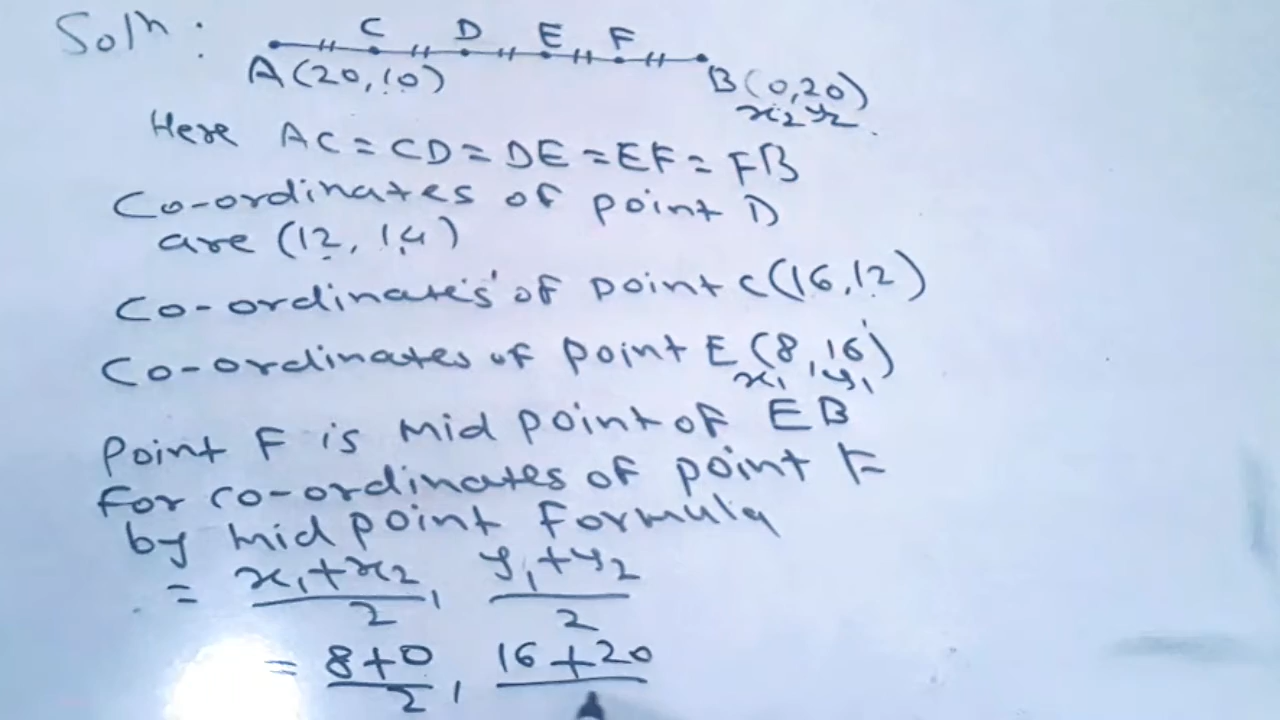 Soln :
C D E F
A(20,10) B(0,20)
x2 y2
Here AC = CD = DE = EF = FB
Co-ordinates of point D
are (12, 14)
Co-ordinates of point C(16,12)
Co-ordinates of point E (8,16)
x1, y1
Point F is mid point of EB
For co-ordinates of point F
by mid point formula
= x1+x2/2, y1+y2/2
= 8+0/2, 16+20